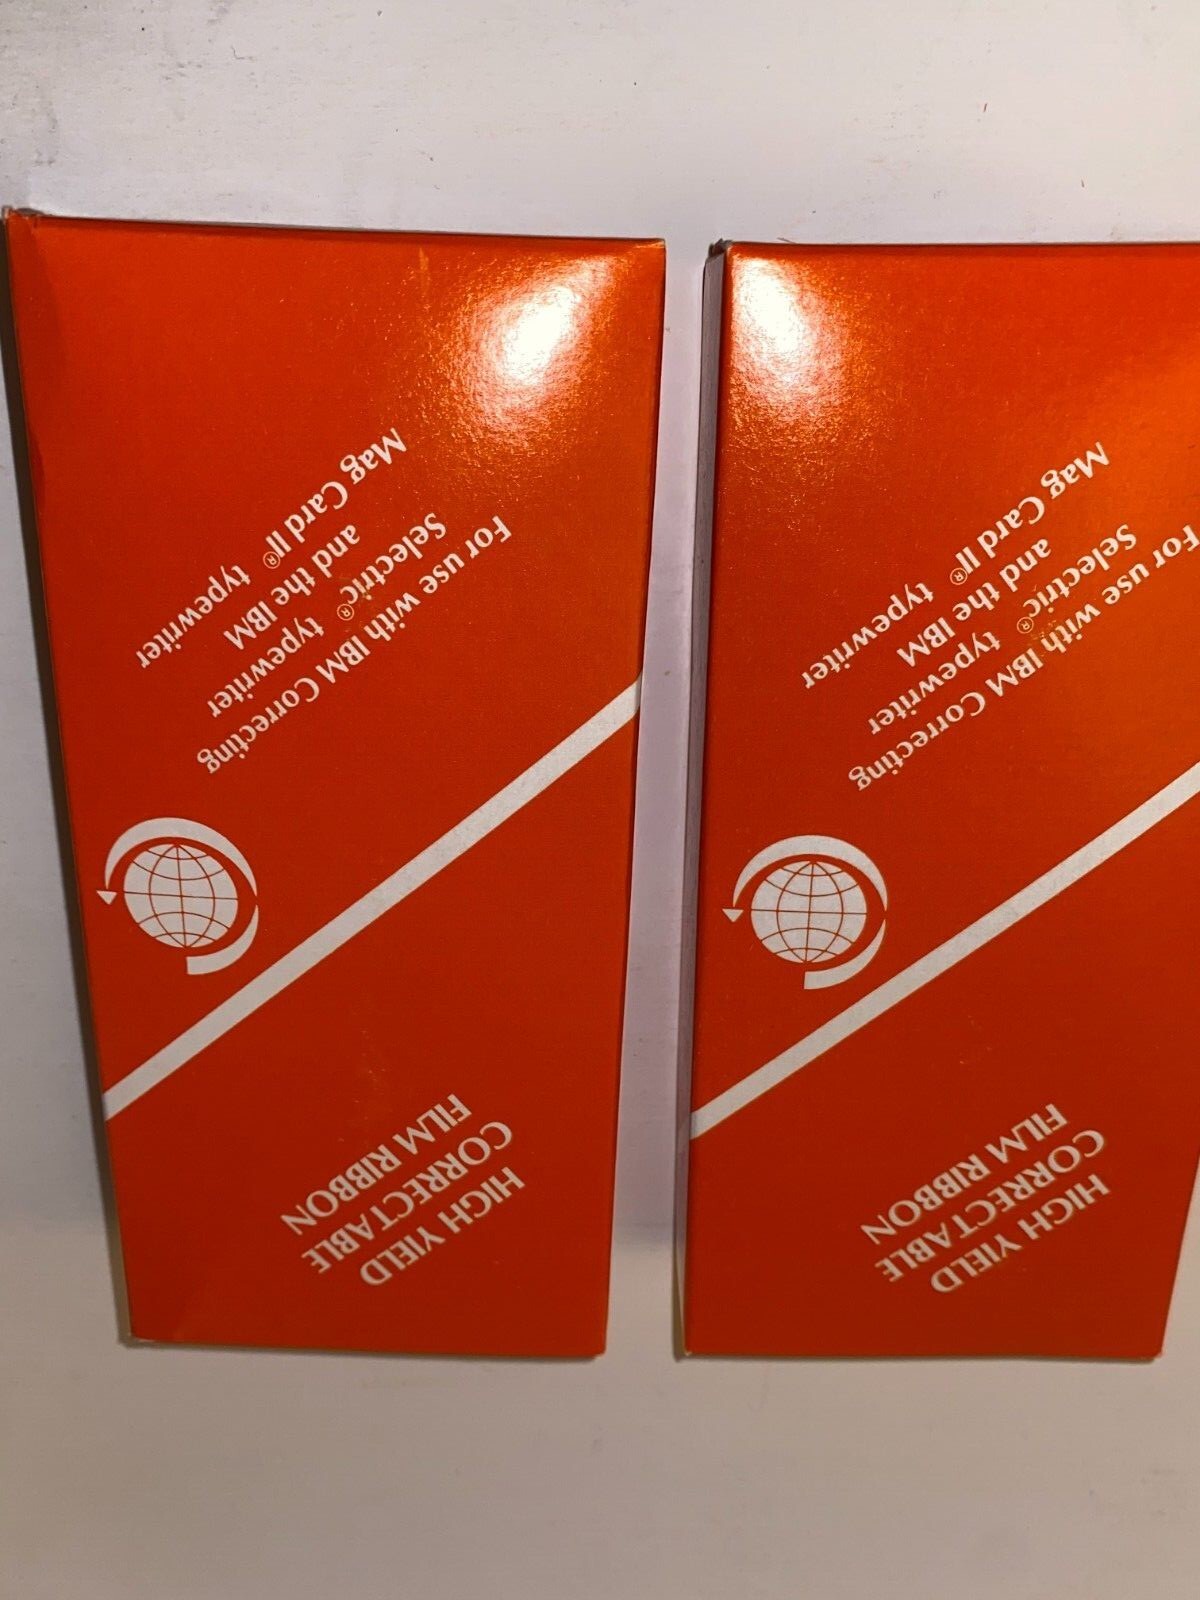 HIGH YIELD
CORRECTABLE
FILM RIBBON
For use with IBM Correcting
Selectric® typewriter
and the IBM
Mag Card II® typewriter
HIGH YIELD
CORRECTABLE
FILM RIBBON
For use with IBM Correcting
Selectric® typewriter
and the IBM
Mag Card II® typewriter